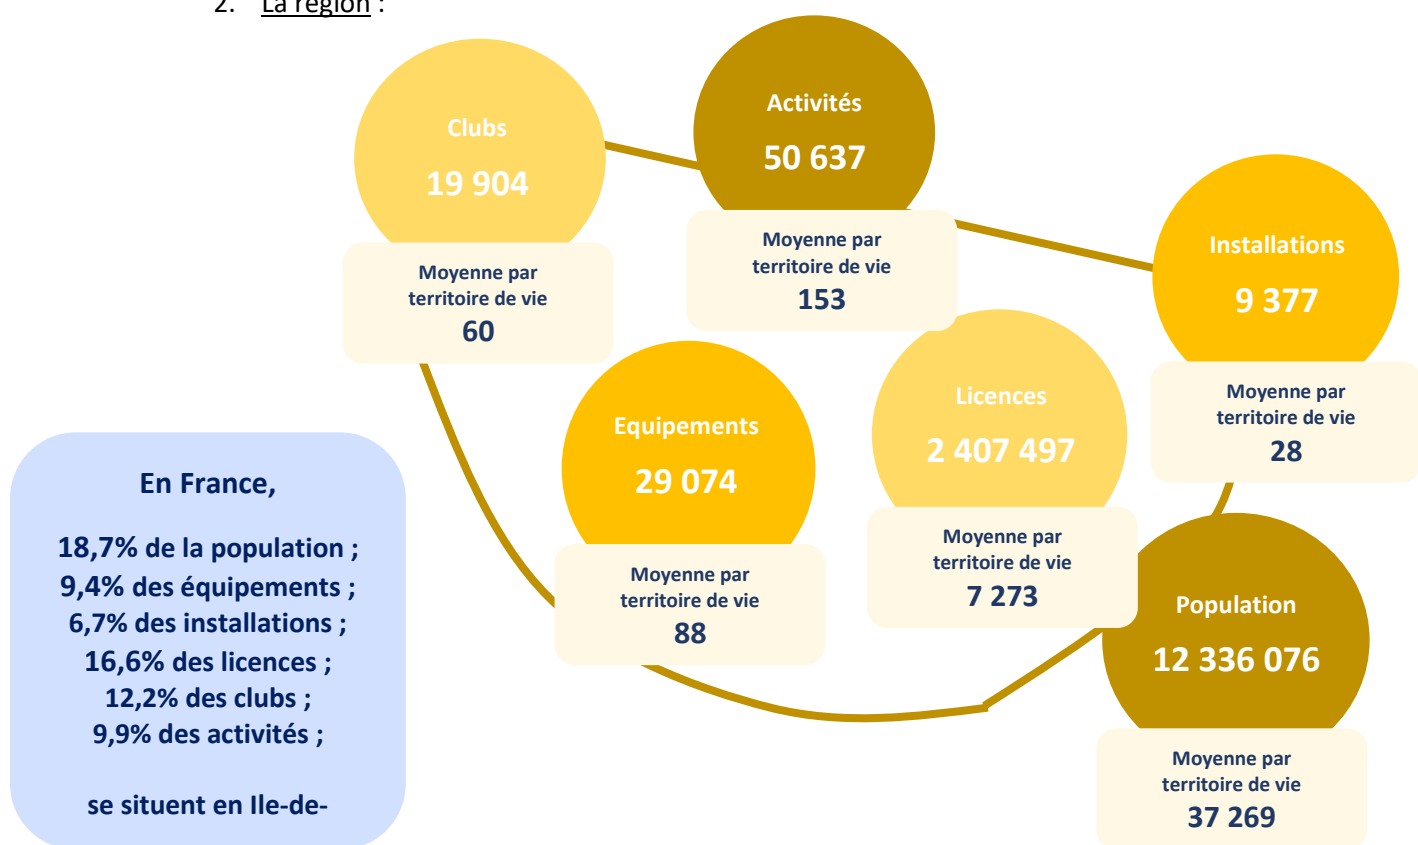 2. La région :
Clubs
19 904
Moyenne par
territoire de vie
60
Activités
50 637
Moyenne par
territoire de vie
153
Installations
9 377
Moyenne par
territoire de vie
28
Equipements
29 074
Moyenne par
territoire de vie
88
Licences
2 407 497
Moyenne par
territoire de vie
7 273
Population
12 336 076
Moyenne par
territoire de vie
37 269
En France,
18,7% de la population ;
9,4% des équipements ;
6,7% des installations ;
16,6% des licences ;
12,2% des clubs ;
9,9% des activités ;
se situent en Ile-de-